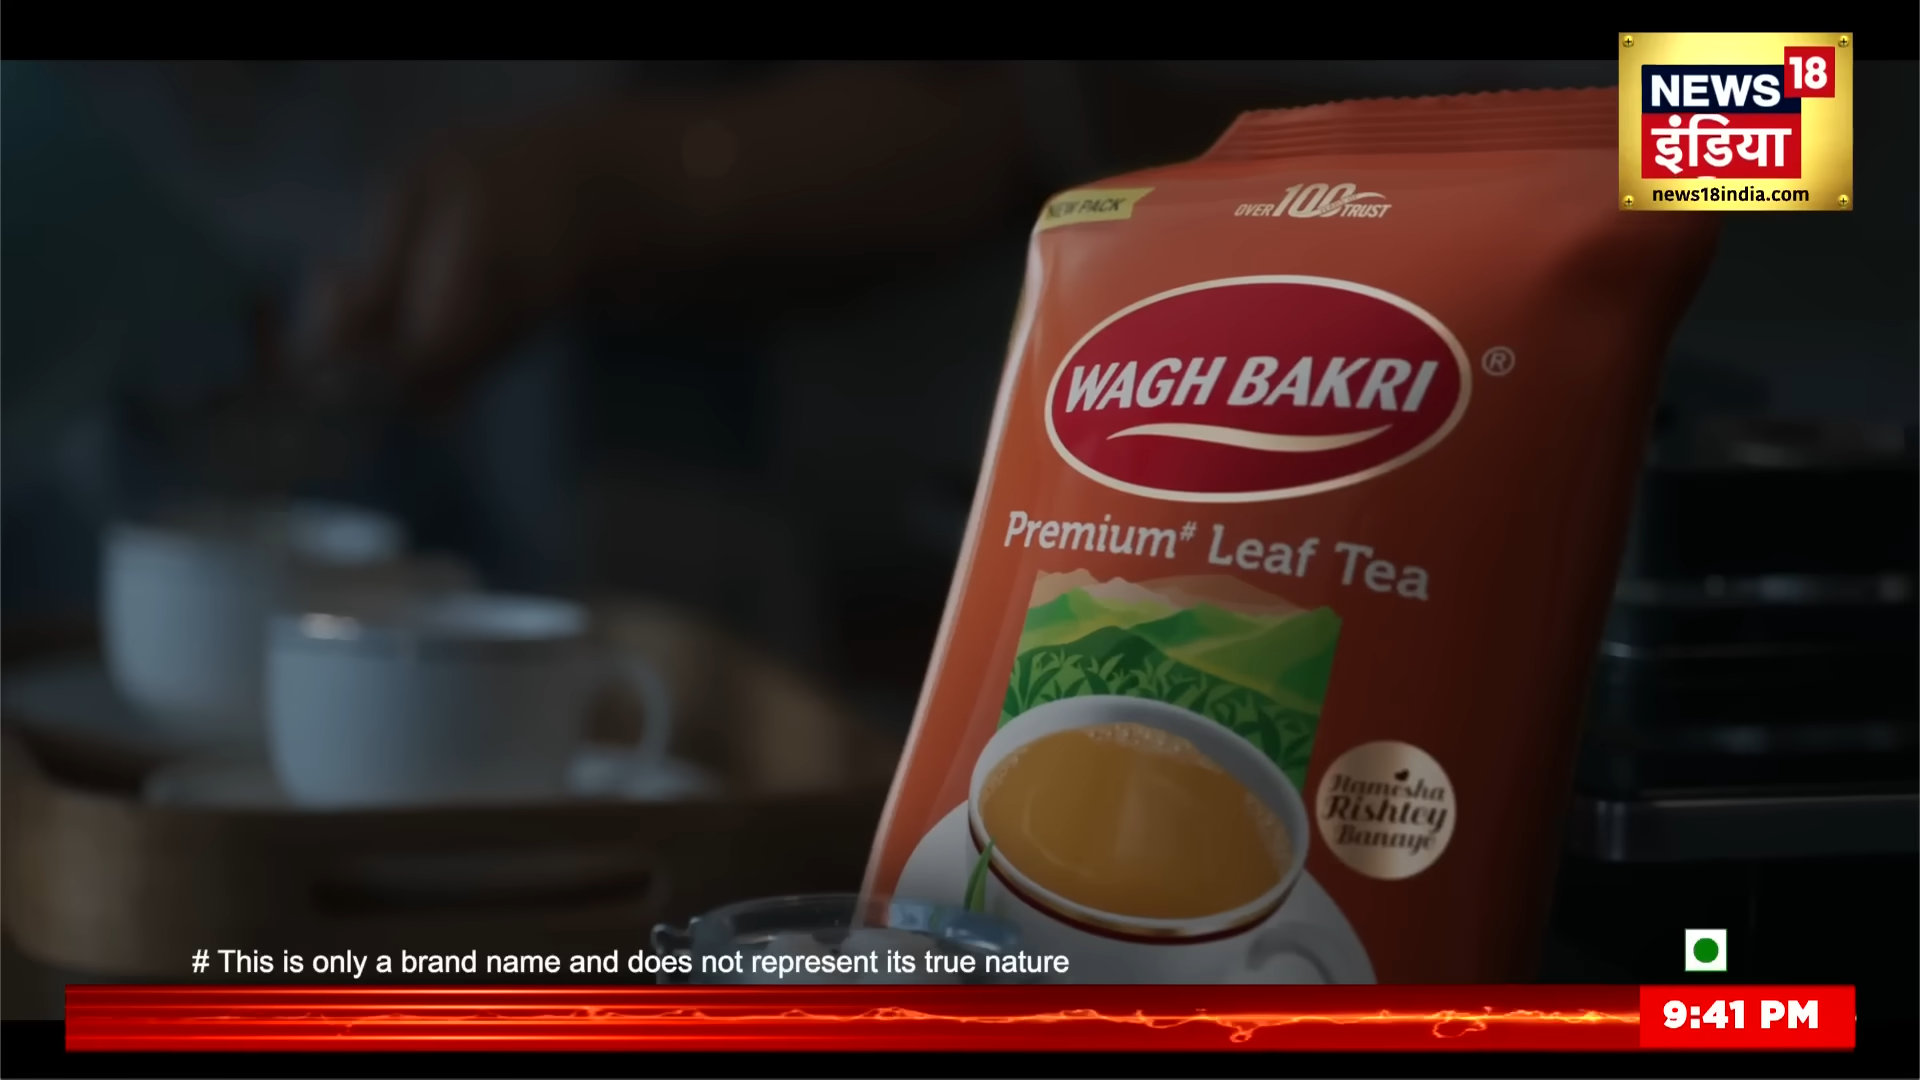 NEWS 18
इंडिया
news18india.com
NEW PACK
OVER 100 TRUST
WAGH BAKRI ®
Premium# Leaf Tea
Hamesha
Rishtey
Banaye
# This is only a brand name and does not represent its true nature
9:41 PM